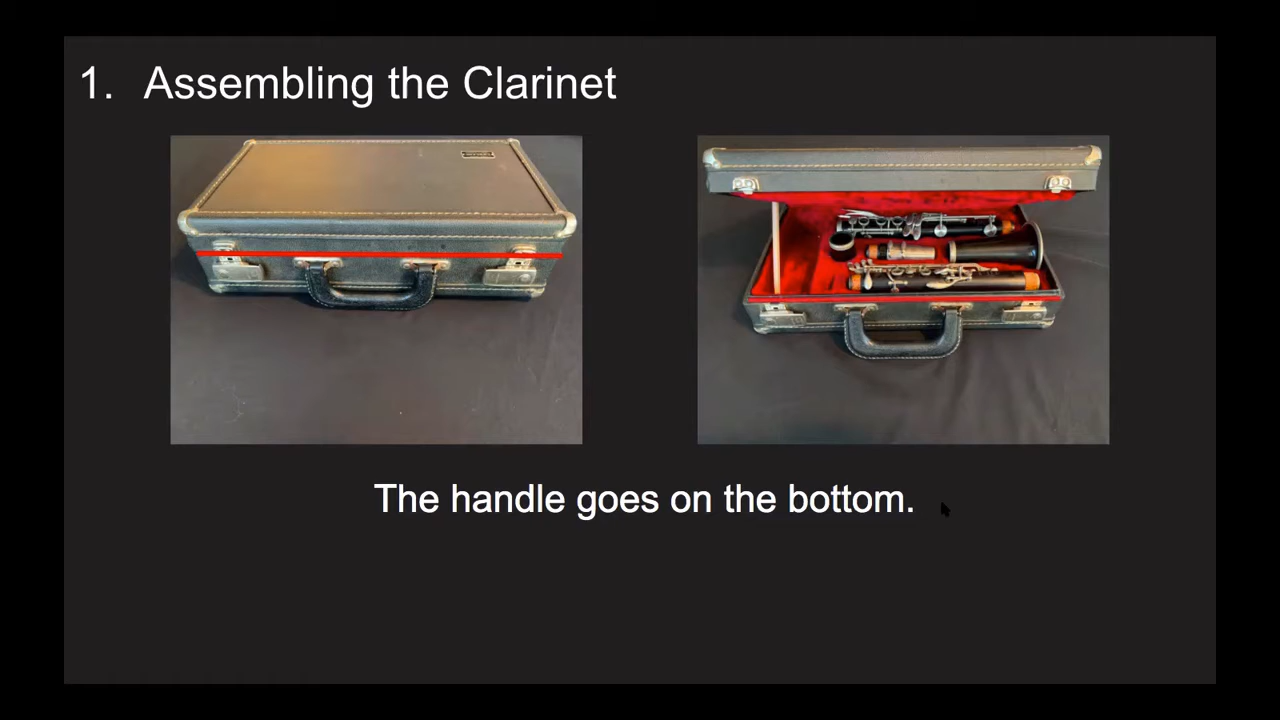 1. Assembling the Clarinet
The handle goes on the bottom.